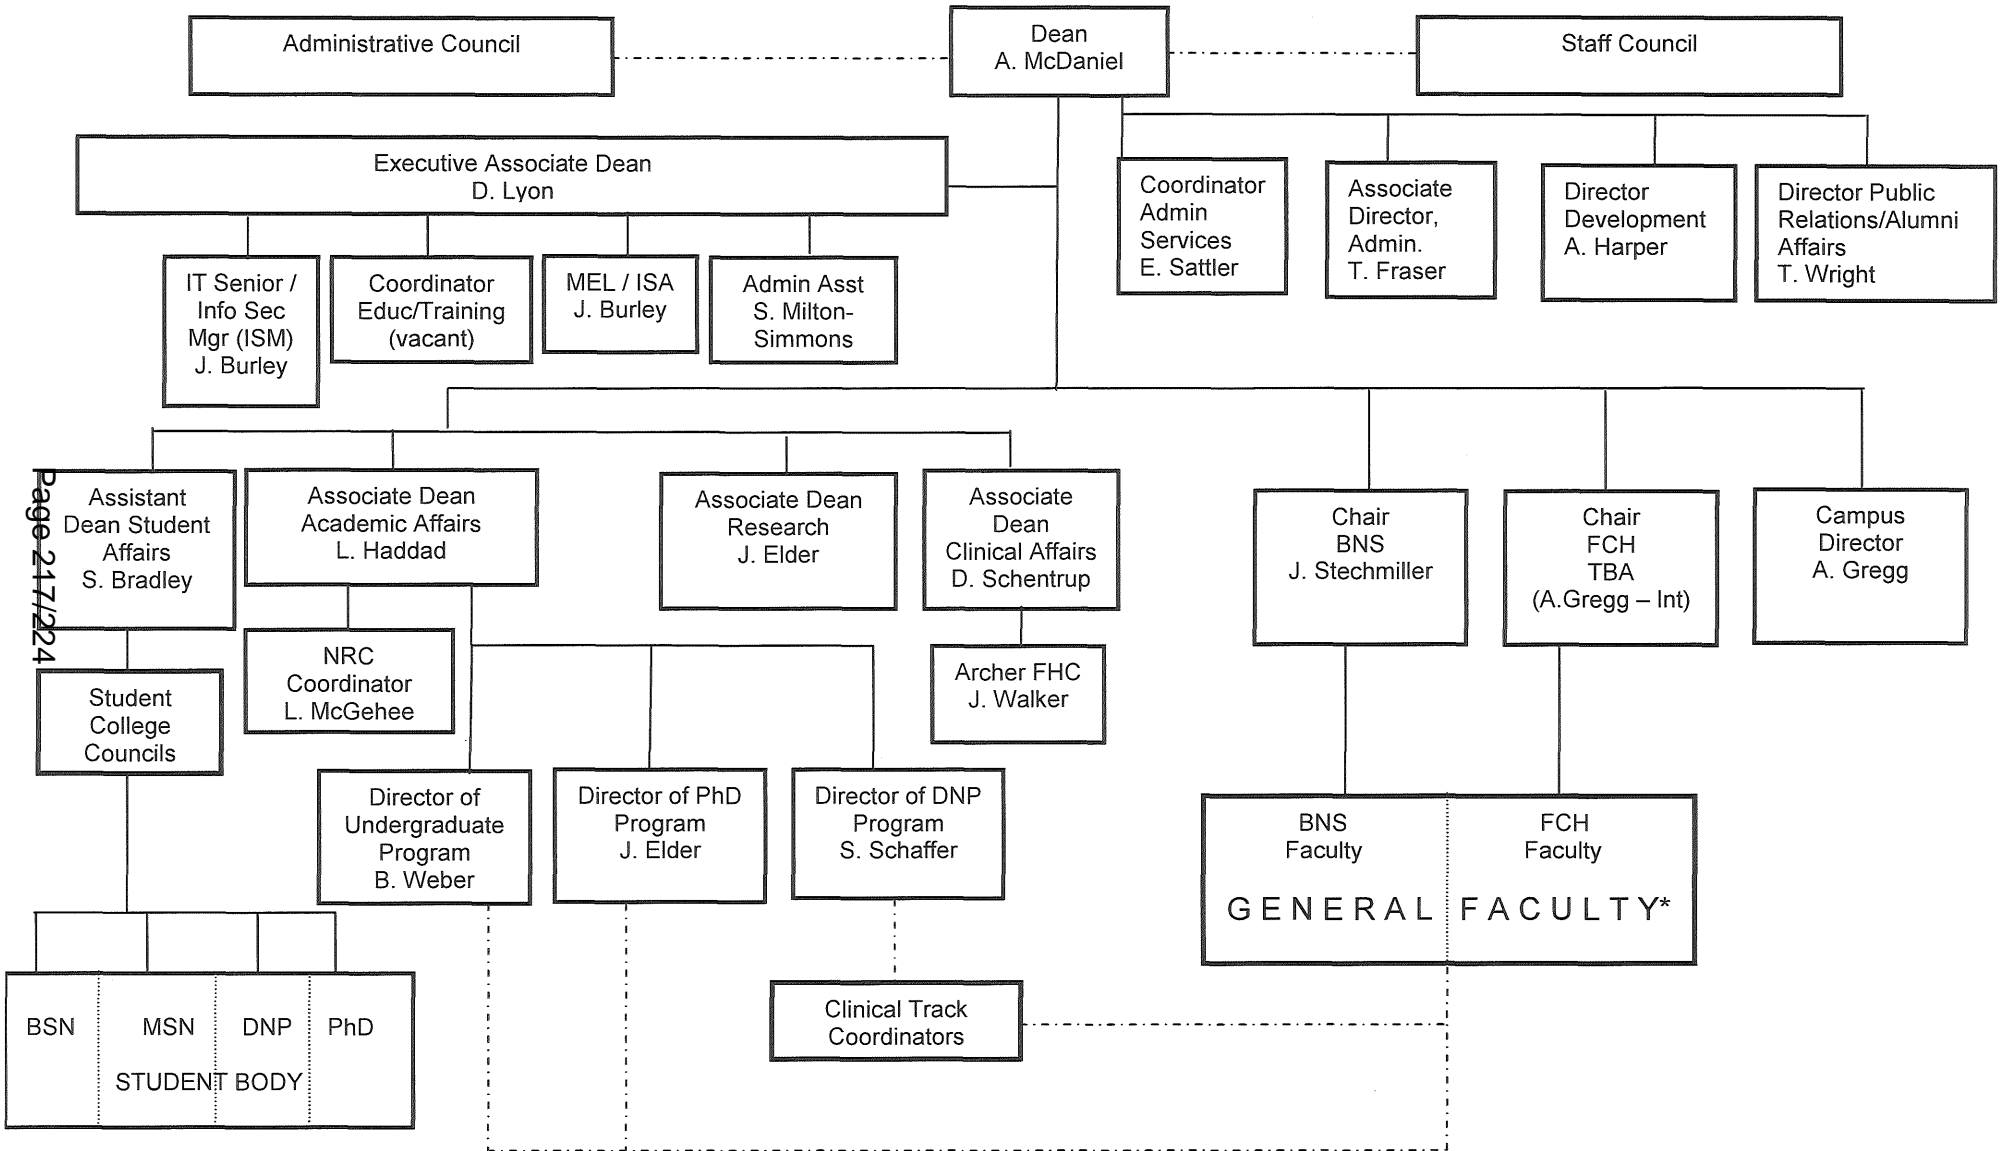 Administrative Council
Dean
A. McDaniel
Staff Council
Executive Associate Dean
D. Lyon
Coordinator
Admin
Services
E. Sattler
Associate
Director,
Admin.
T. Fraser
Director
Development
A. Harper
Director Public
Relations/Alumni
Affairs
T. Wright
IT Senior /
Info Sec
Mgr (ISM)
J. Burley
Coordinator
Educ/Training
(vacant)
MEL / ISA
J. Burley
Admin Asst
S. Milton-
Simmons
Page 217/224
Assistant
Dean Student
Affairs
S. Bradley
Associate Dean
Academic Affairs
L. Haddad
Associate Dean
Research
J. Elder
Associate
Dean
Clinical Affairs
D. Schentrup
Chair
BNS
J. Stechmiller
Chair
FCH
TBA
(A.Gregg – Int)
Campus
Director
A. Gregg
Student
College
Councils
NRC
Coordinator
L. McGehee
Archer FHC
J. Walker
Director of
Undergraduate
Program
B. Weber
Director of PhD
Program
J. Elder
Director of DNP
Program
S. Schaffer
BNS
Faculty
FCH
Faculty
GENERAL FACULTY*
Clinical Track
Coordinators
BSN MSN DNP PhD
STUDENT BODY